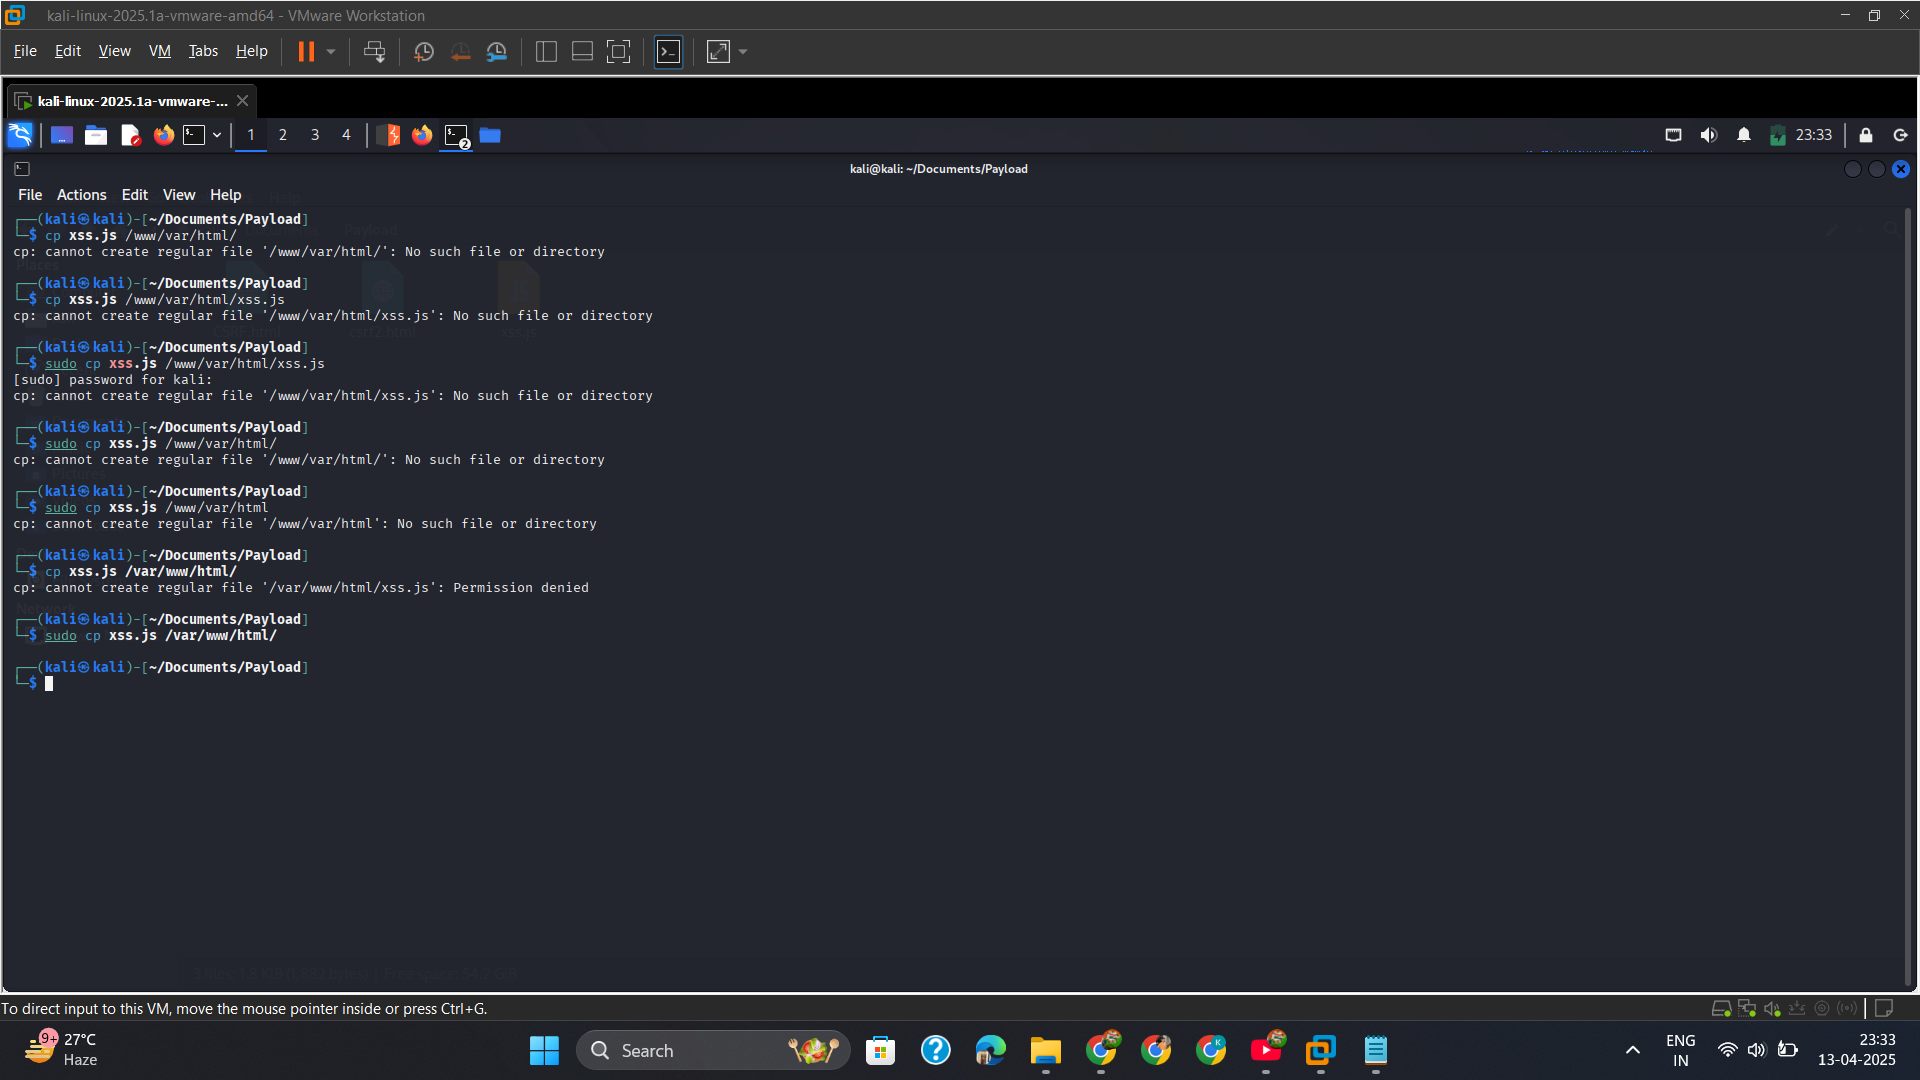 kali-linux-2025.1a-vmware-amd64 - VMware Workstation
File Edit View VM Tabs Help
kali-linux-2025.1a-vmware-...
1 2 3 4
2
23:33
kali@kali: ~/Documents/Payload
File Actions Edit View Help
┌──(kali㉿kali)-[~/Documents/Payload]
└─$ cp xss.js /www/var/html/
cp: cannot create regular file '/www/var/html/': No such file or directory
┌──(kali㉿kali)-[~/Documents/Payload]
└─$ cp xss.js /www/var/html/xss.js
cp: cannot create regular file '/www/var/html/xss.js': No such file or directory
┌──(kali㉿kali)-[~/Documents/Payload]
└─$ sudo cp xss.js /www/var/html/xss.js
[sudo] password for kali:
cp: cannot create regular file '/www/var/html/xss.js': No such file or directory
┌──(kali㉿kali)-[~/Documents/Payload]
└─$ sudo cp xss.js /www/var/html/
cp: cannot create regular file '/www/var/html/': No such file or directory
┌──(kali㉿kali)-[~/Documents/Payload]
└─$ sudo cp xss.js /www/var/html
cp: cannot create regular file '/www/var/html': No such file or directory
┌──(kali㉿kali)-[~/Documents/Payload]
└─$ cp xss.js /var/www/html/
cp: cannot create regular file '/var/www/html/xss.js': Permission denied
┌──(kali㉿kali)-[~/Documents/Payload]
└─$ sudo cp xss.js /var/www/html/
┌──(kali㉿kali)-[~/Documents/Payload]
└─$
To direct input to this VM, move the mouse pointer inside or press Ctrl+G.
9+
27°C
Haze
Search
K
ENG
IN
23:33
13-04-2025